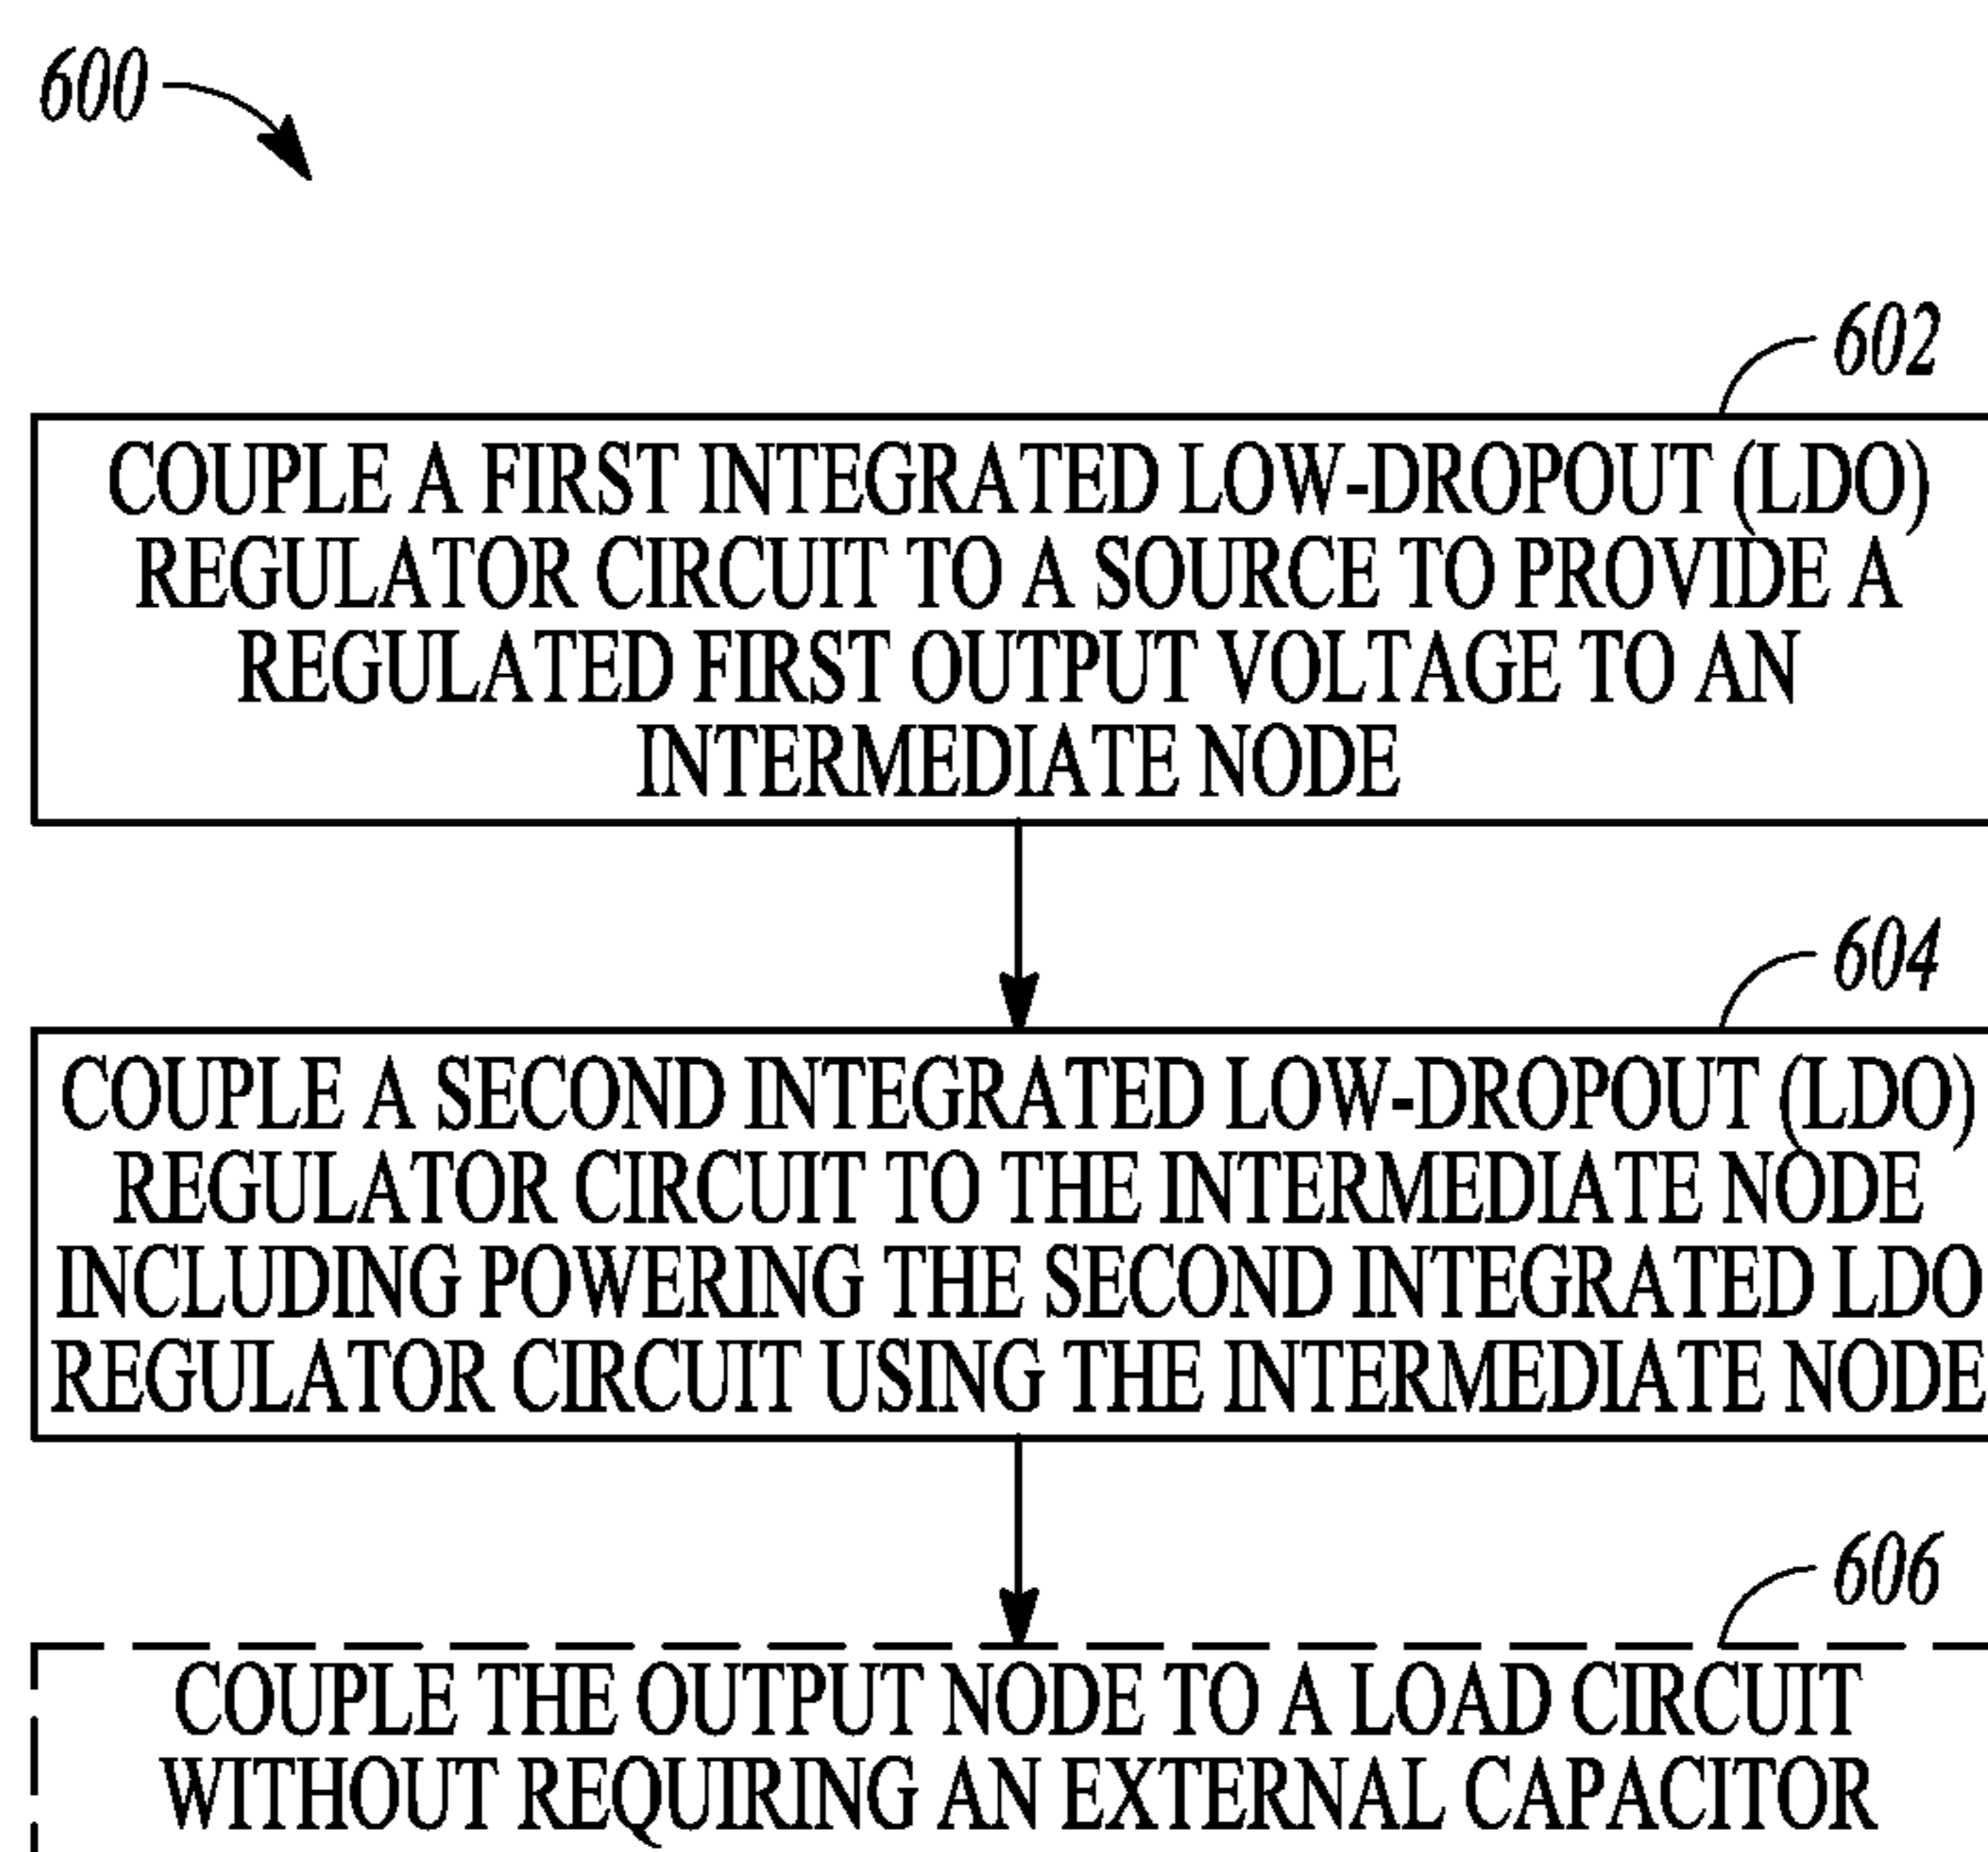 600
602
COUPLE A FIRST INTEGRATED LOW-DROPOUT (LDO)
REGULATOR CIRCUIT TO A SOURCE TO PROVIDE A
REGULATED FIRST OUTPUT VOLTAGE TO AN
INTERMEDIATE NODE
604
COUPLE A SECOND INTEGRATED LOW-DROPOUT (LDO)
REGULATOR CIRCUIT TO THE INTERMEDIATE NODE
INCLUDING POWERING THE SECOND INTEGRATED LDO
REGULATOR CIRCUIT USING THE INTERMEDIATE NODE
606
COUPLE THE OUTPUT NODE TO A LOAD CIRCUIT
WITHOUT REQUIRING AN EXTERNAL CAPACITOR